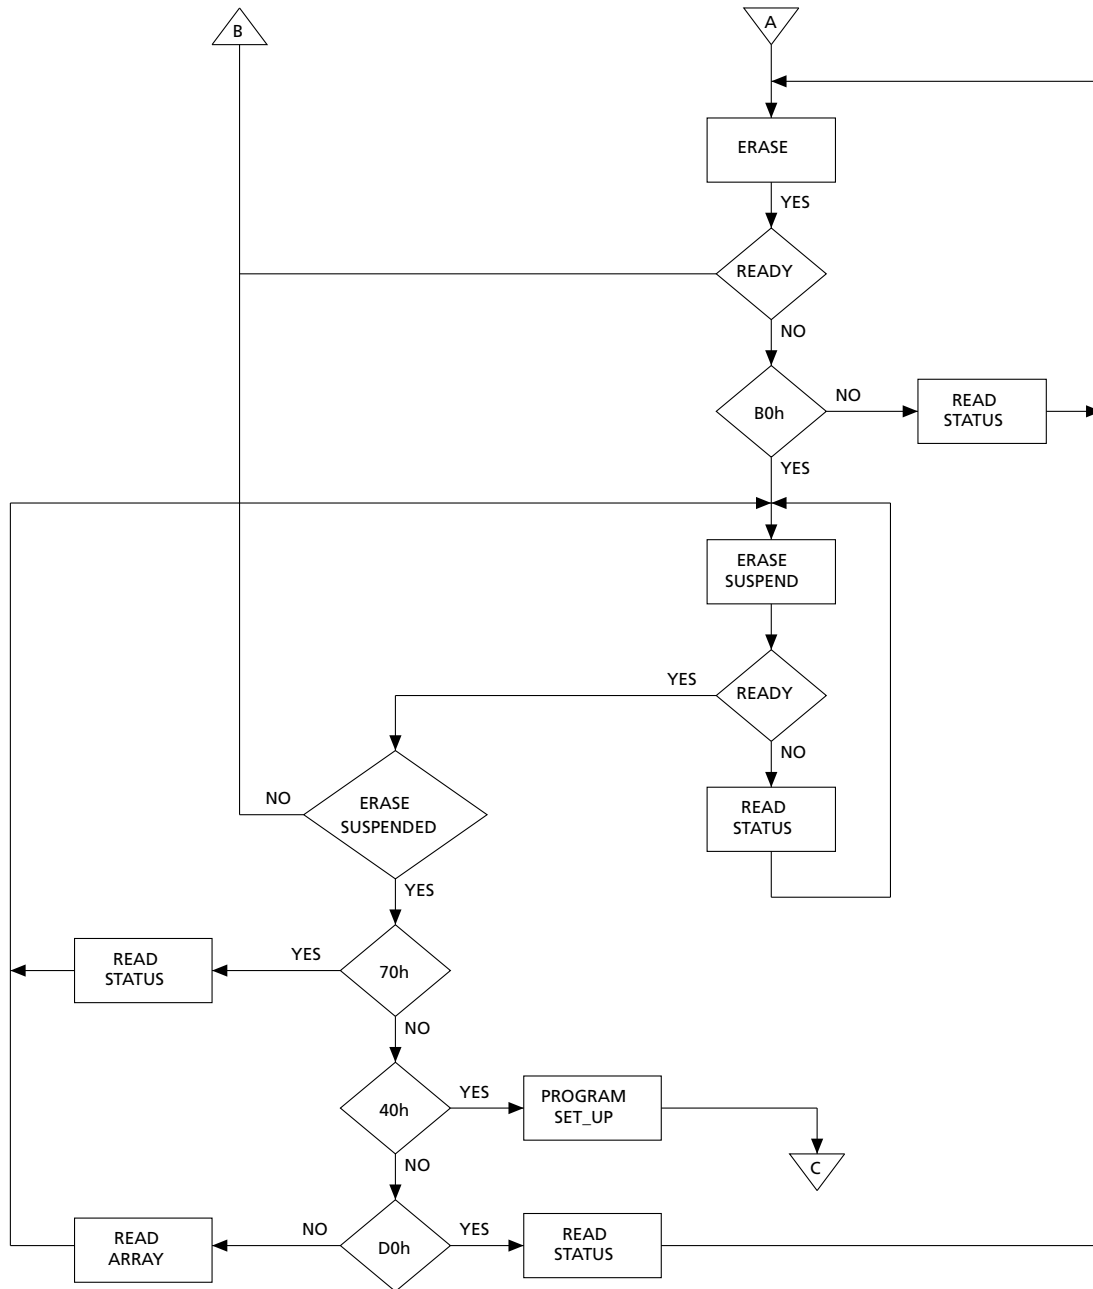 B
A
ERASE
YES
READY
NO
B0h
NO
READ
STATUS
YES
ERASE
SUSPEND
YES
READY
NO
NO
ERASE
SUSPENDED
READ
STATUS
YES
READ
STATUS
YES
70h
NO
40h
YES
PROGRAM
SET_UP
NO
C
READ
ARRAY
NO
D0h
YES
READ
STATUS